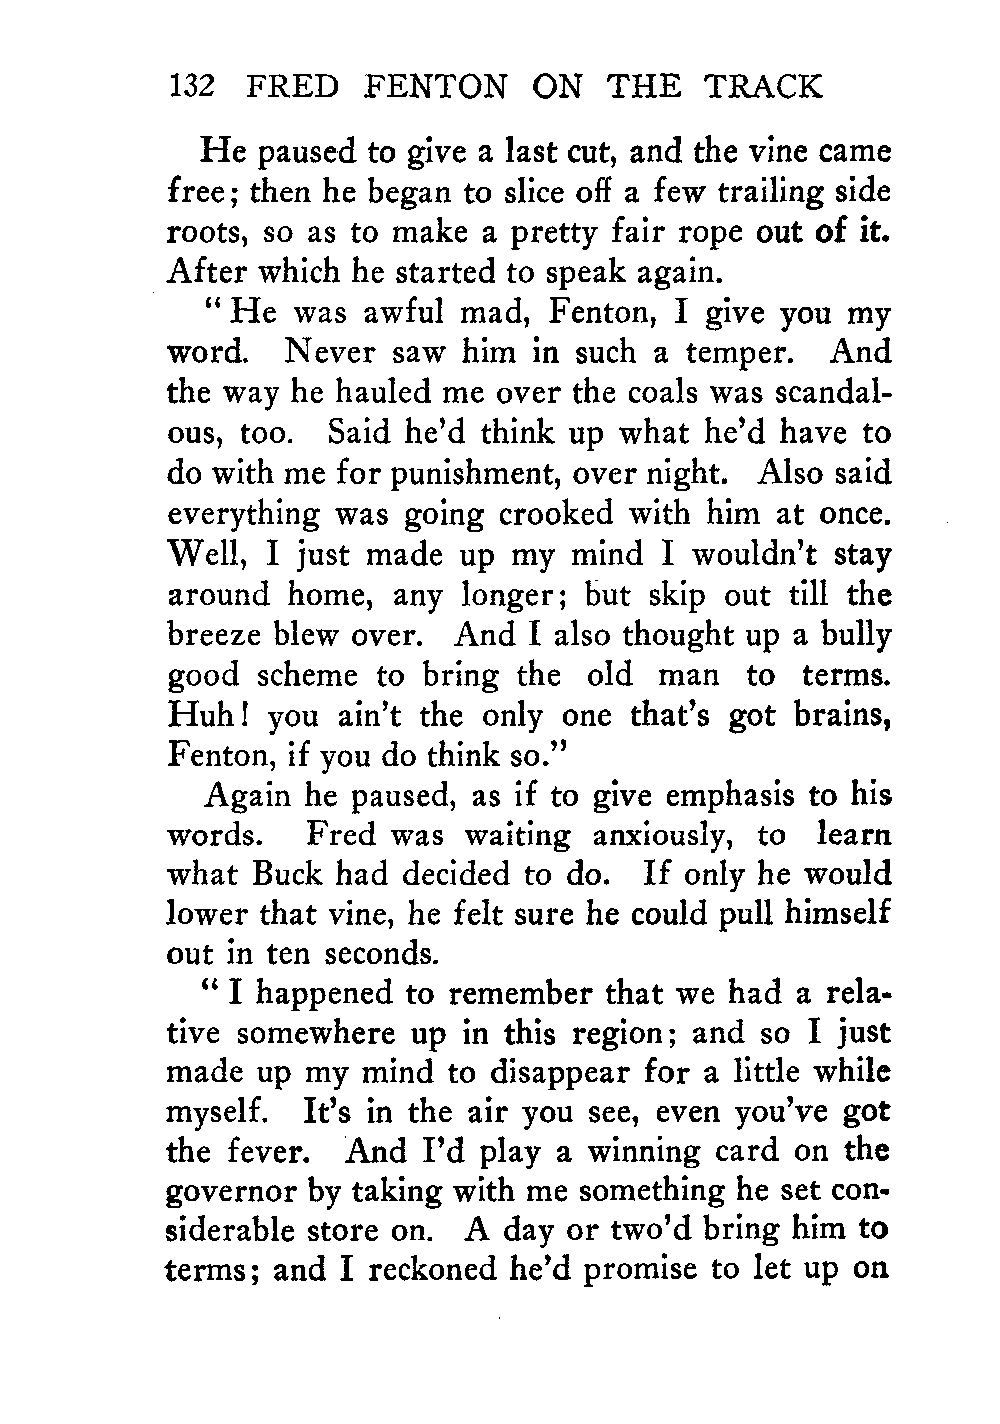 132 FRED FENTON ON THE TRACK
He paused to give a last cut, and the vine came
free; then he began to slice off a few trailing side
roots, so as to make a pretty fair rope out of it.
After which he started to speak again.
“ He was awful mad, Fenton, I give you my
word. Never saw him in such a temper. And
the way he hauled me over the coals was scandal-
ous, too. Said he’d think up what he’d have to
do with me for punishment, over night. Also said
everything was going crooked with him at once.
Well, I just made up my mind I wouldn’t stay
around home, any longer; but skip out till the
breeze blew over. And I also thought up a bully
good scheme to bring the old man to terms.
Huh! you ain’t the only one that’s got brains,
Fenton, if you do think so.”
Again he paused, as if to give emphasis to his
words. Fred was waiting anxiously, to learn
what Buck had decided to do. If only he would
lower that vine, he felt sure he could pull himself
out in ten seconds.
“ I happened to remember that we had a rela-
tive somewhere up in this region; and so I just
made up my mind to disappear for a little while
myself. It’s in the air you see, even you’ve got
the fever. And I’d play a winning card on the
governor by taking with me something he set con-
siderable store on. A day or two’d bring him to
terms; and I reckoned he’d promise to let up on